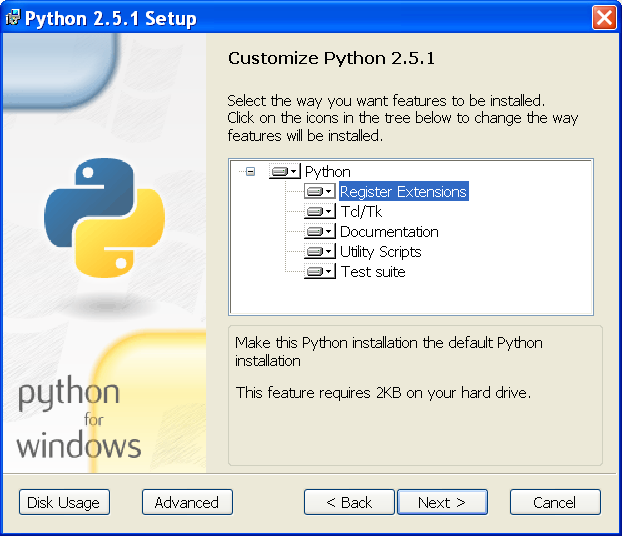 Python 2.5.1 Setup
Customize Python 2.5.1
Select the way you want features to be installed.
Click on the icons in the tree below to change the way
features will be installed.
Python
Register Extensions
Tcl/Tk
Documentation
Utility Scripts
Test suite
Make this Python installation the default Python
installation
This feature requires 2KB on your hard drive.
python
for
windows
Disk Usage
Advanced
< Back
Next >
Cancel